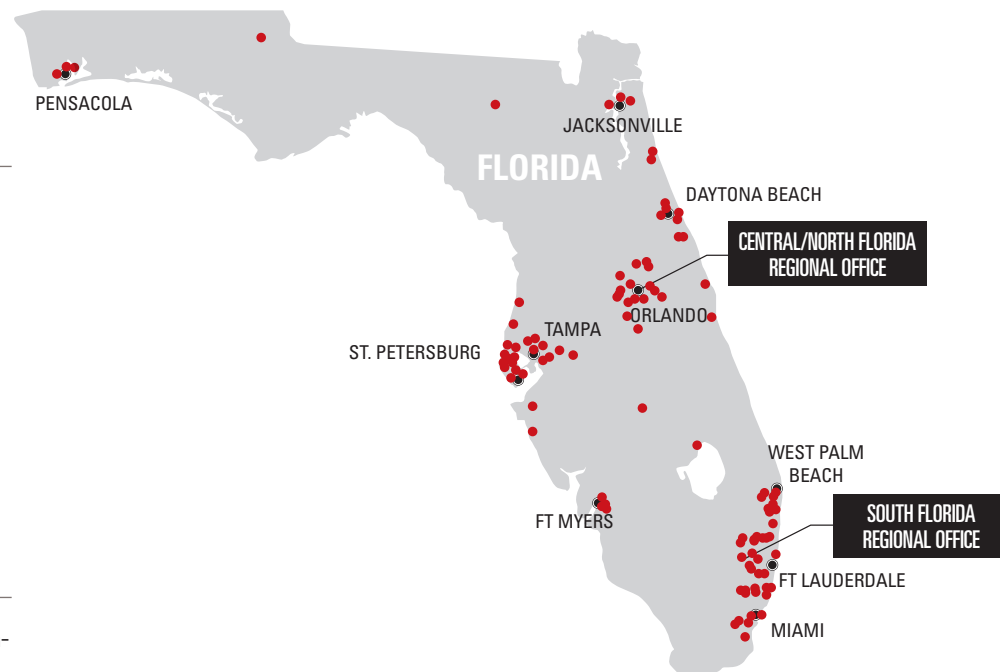 PENSACOLA
JACKSONVILLE
FLORIDA
DAYTONA BEACH
CENTRAL/NORTH FLORIDA
REGIONAL OFFICE
ORLANDO
TAMPA
ST. PETERSBURG
WEST PALM
BEACH
SOUTH FLORIDA
REGIONAL OFFICE
FT MYERS
FT LAUDERDALE
MIAMI
-